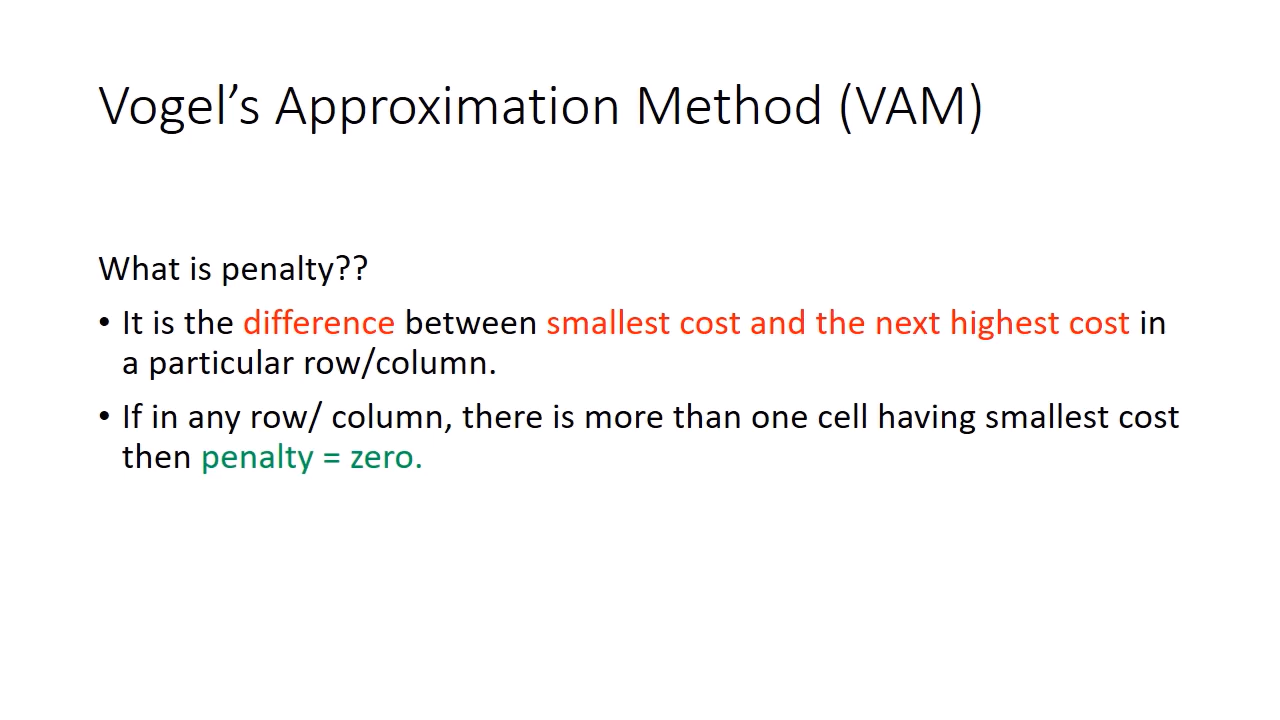 Vogel’s Approximation Method (VAM)
What is penalty??
• It is the difference between smallest cost and the next highest cost in
a particular row/column.
• If in any row/ column, there is more than one cell having smallest cost
then penalty = zero.